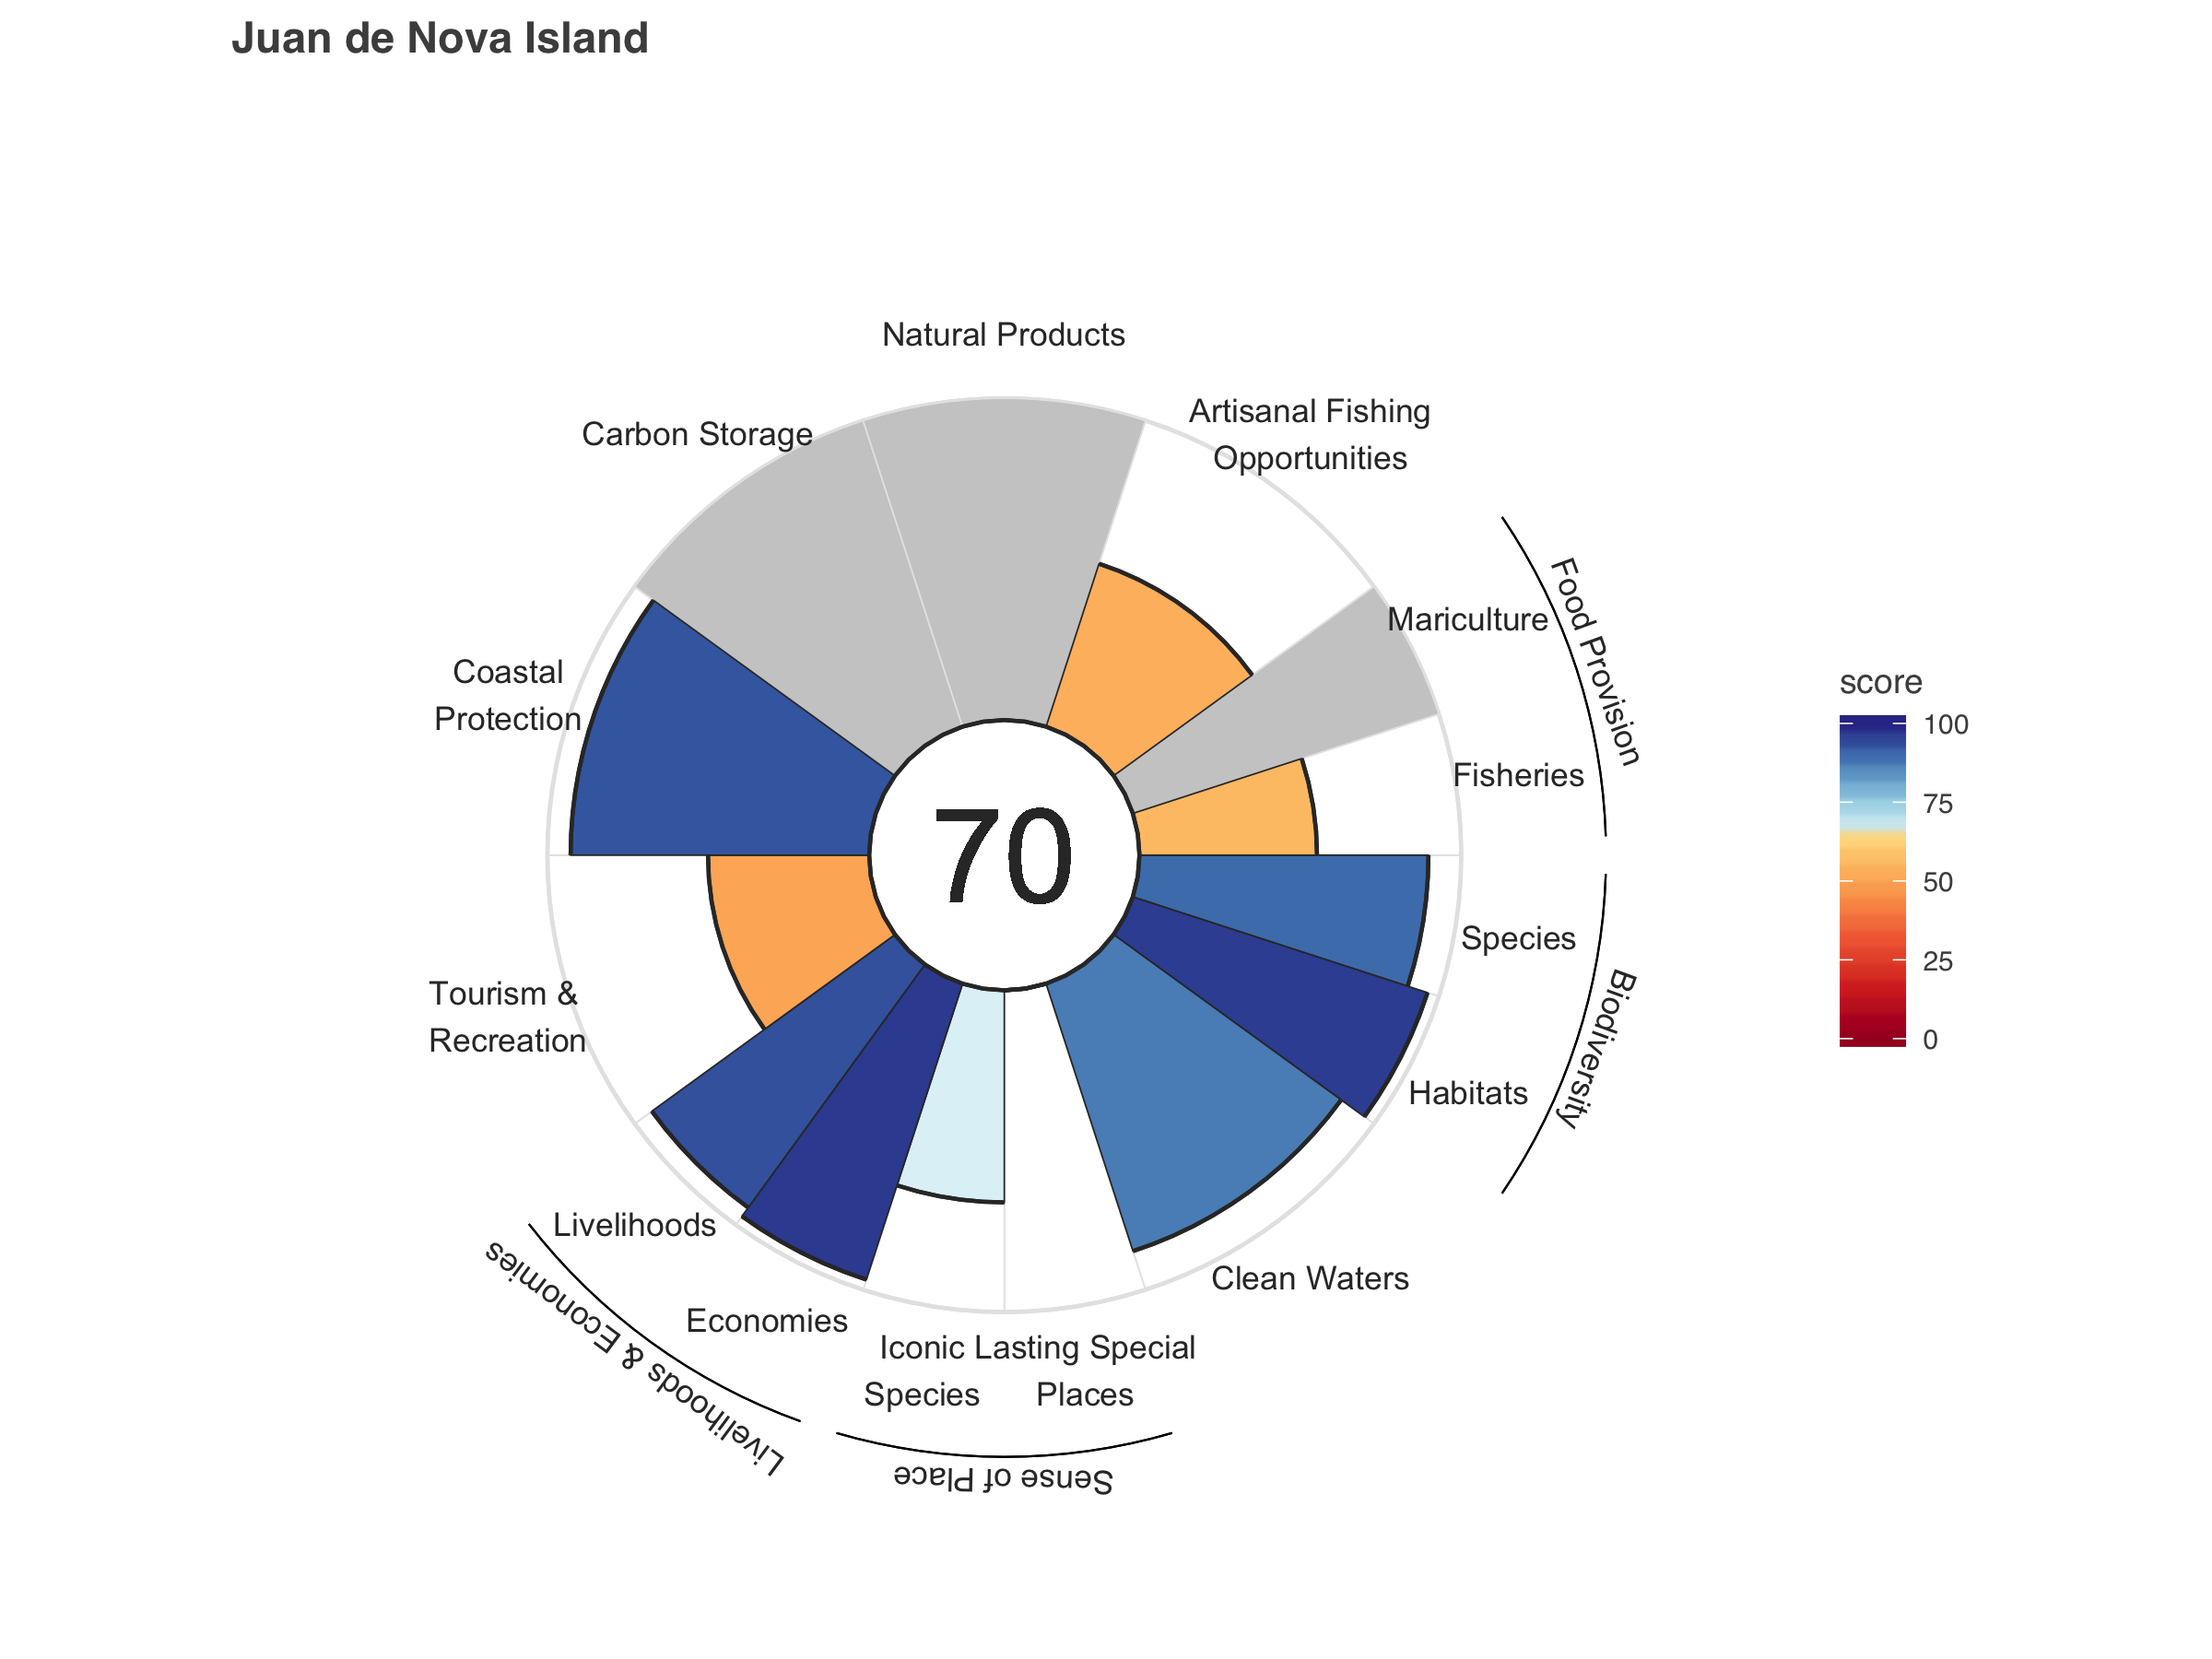 Juan de Nova Island
Natural Products
Artisanal Fishing
Opportunities
Carbon Storage
Mariculture
Food Provision
Coastal
Protection
Fisheries
70
Species
Biodiversity
Habitats
Tourism &
Recreation
Livelihoods
Clean Waters
Economies
Livelihoods & Economies
Iconic
Species
Lasting Special
Places
Sense of Place
score
100
75
50
25
0